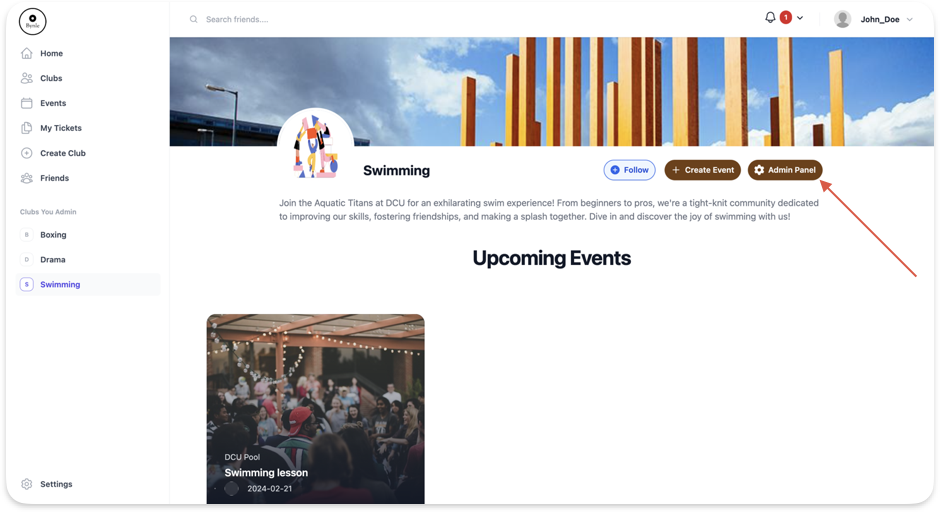 Home
Clubs
Events
My Tickets
Create Club
Friends
Clubs You Admin
B Boxing
D Drama
S Swimming
Settings
Search friends....
1
John_Doe
Swimming
Follow
Create Event
Admin Panel
Join the Aquatic Titans at DCU for an exhilarating swim experience! From beginners to pros, we're a tight-knit community dedicated
to improving our skills, fostering friendships, and making a splash together. Dive in and discover the joy of swimming with us!
Upcoming Events
DCU Pool
Swimming lesson
2024-02-21